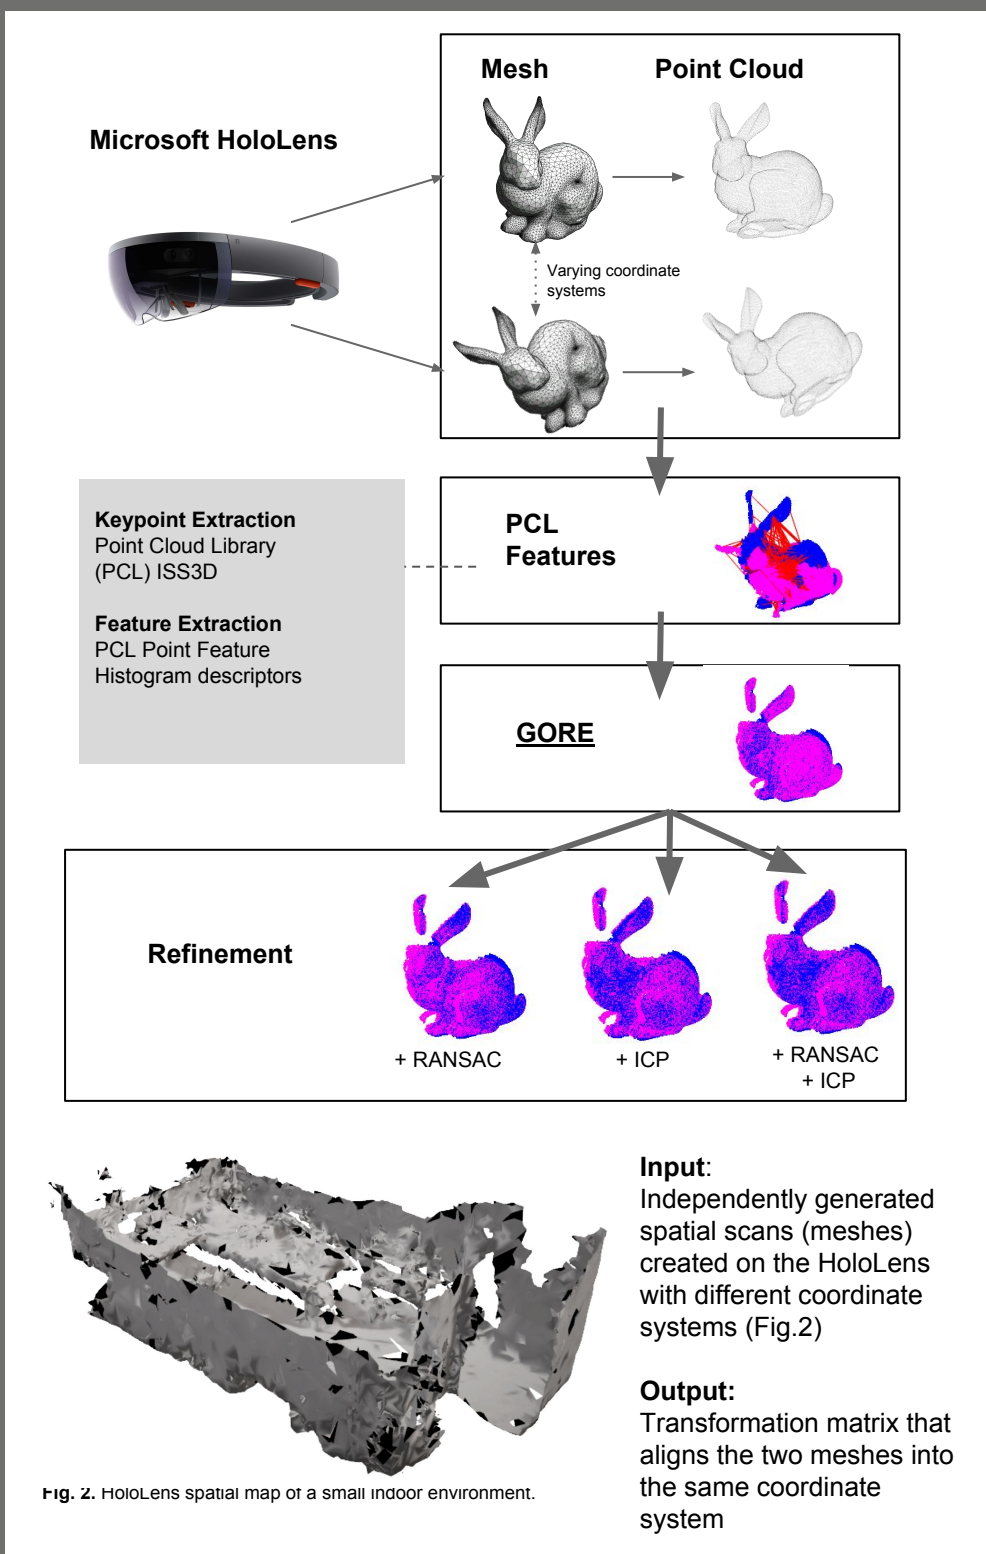 Mesh
Point Cloud
Microsoft HoloLens
Varying coordinate
systems
Keypoint Extraction
Point Cloud Library
(PCL) ISS3D
Feature Extraction
PCL Point Feature
Histogram descriptors
PCL
Features
GORE
Refinement
+ RANSAC
+ ICP
+ RANSAC
+ ICP
Input:
Independently generated
spatial scans (meshes)
created on the HoloLens
with different coordinate
systems (Fig.2)
Output:
Transformation matrix that
aligns the two meshes into
the same coordinate
system
Fig. 2. HoloLens spatial map of a small indoor environment.